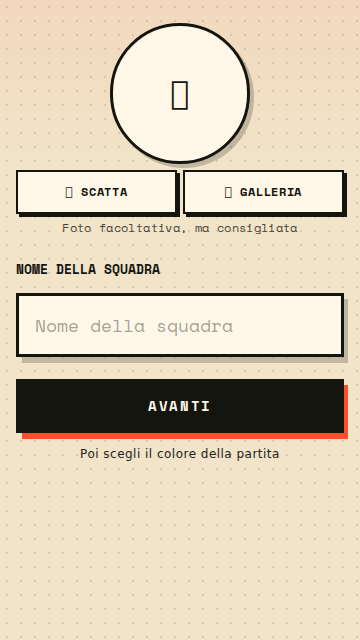 SCATTA
GALLERIA
Foto facoltativa, ma consigliata
NOME DELLA SQUADRA
Nome della squadra
AVANTI
Poi scegli il colore della partita